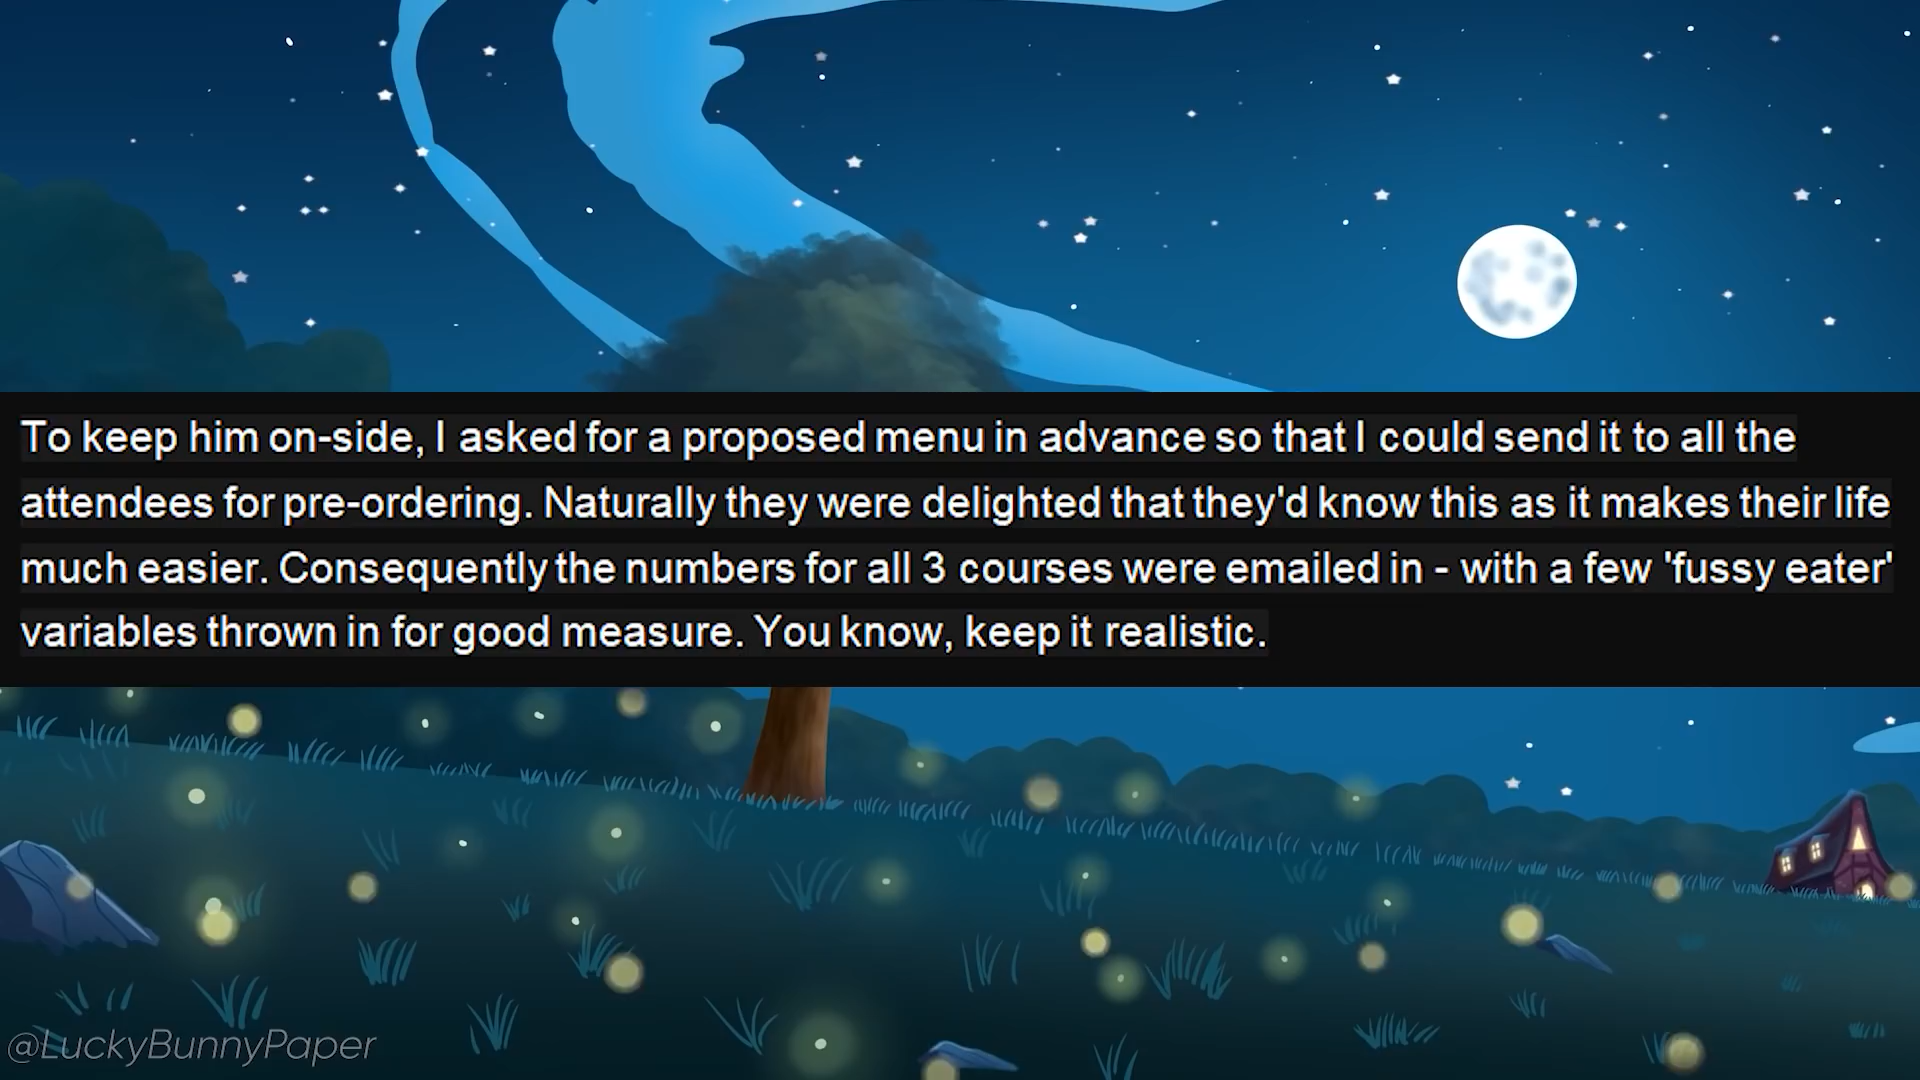 To keep him on-side, I asked for a proposed menu in advance so that I could send it to all the
attendees for pre-ordering. Naturally they were delighted that they'd know this as it makes their life
much easier. Consequently the numbers for all 3 courses were emailed in - with a few 'fussy eater'
variables thrown in for good measure. You know, keep it realistic.
@LuckyBunnyPaper